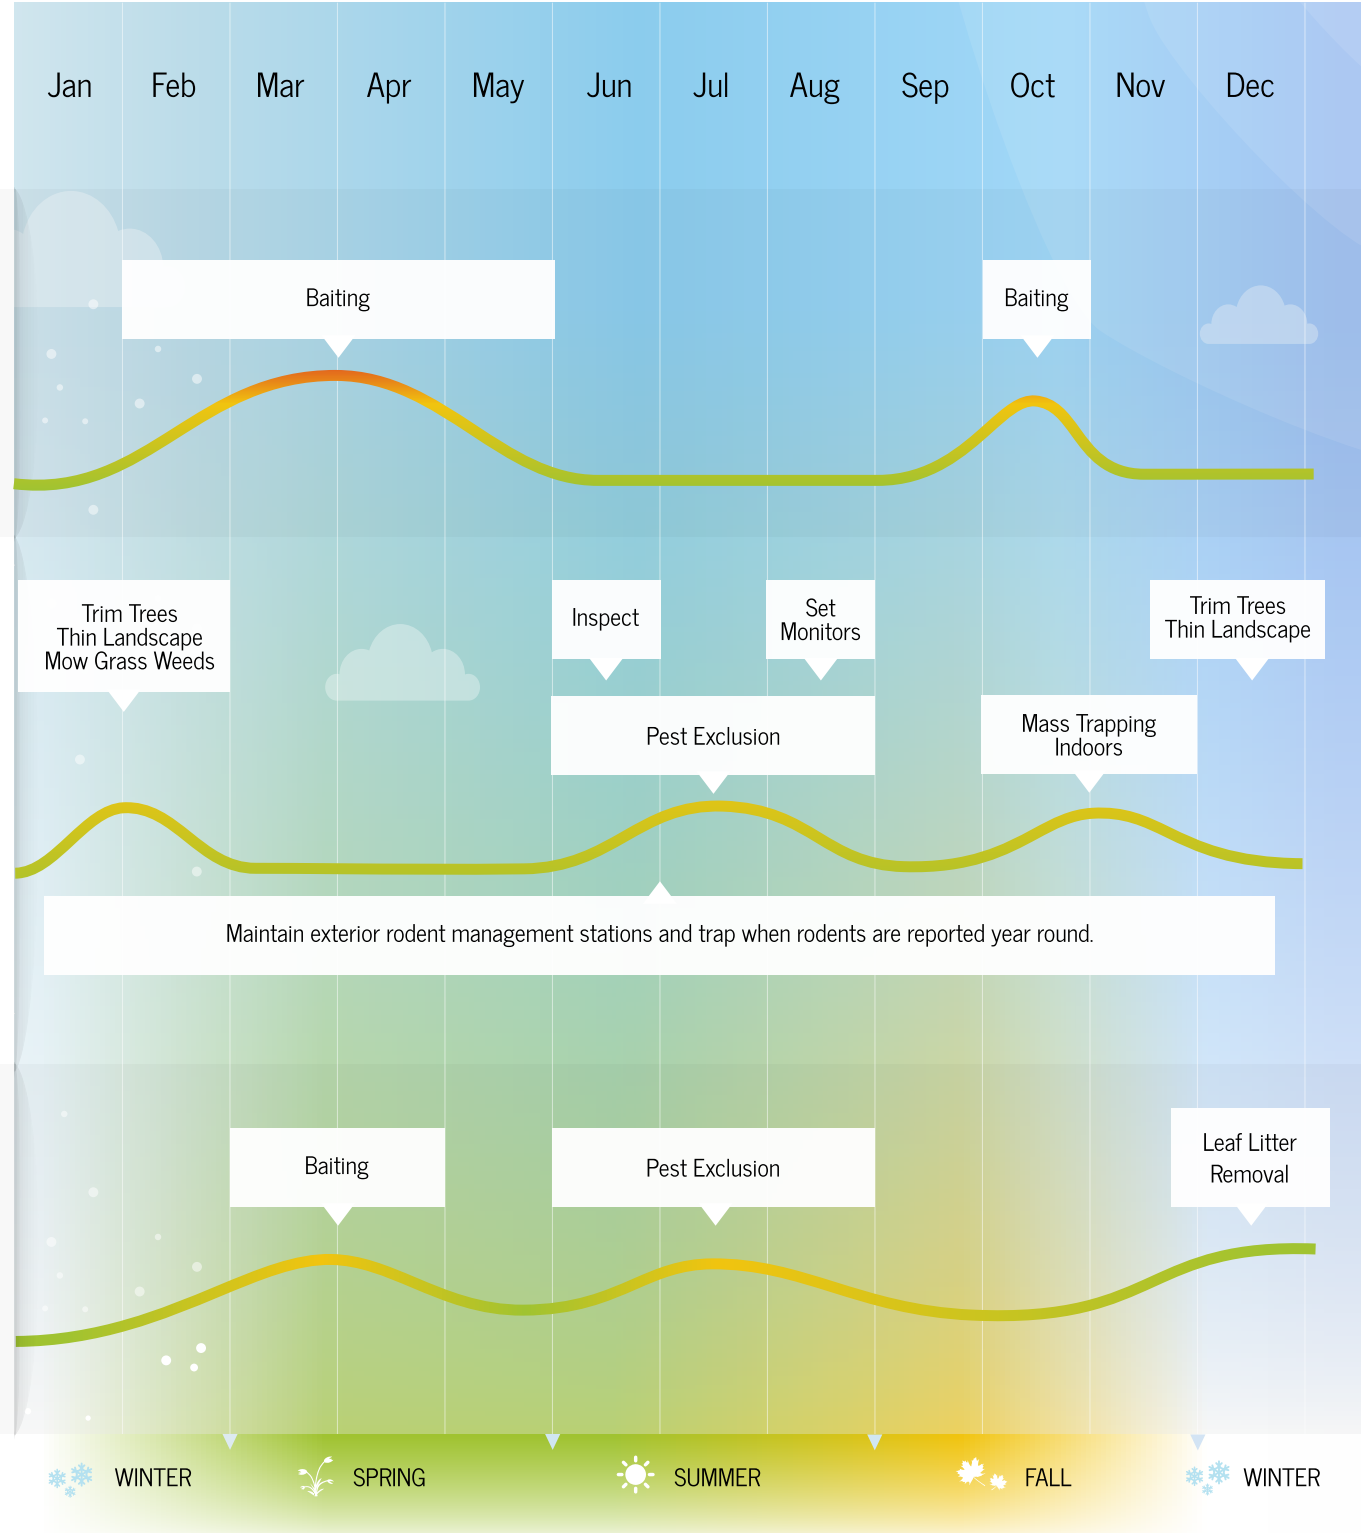 Jan Feb Mar Apr May Jun Jul Aug Sep Oct Nov Dec
Baiting
Baiting
Trim Trees
Thin Landscape
Mow Grass Weeds
Inspect
Set
Monitors
Trim Trees
Thin Landscape
Pest Exclusion
Mass Trapping
Indoors
Maintain exterior rodent management stations and trap when rodents are reported year round.
Baiting
Pest Exclusion
Leaf Litter
Removal
WINTER SPRING SUMMER FALL WINTER